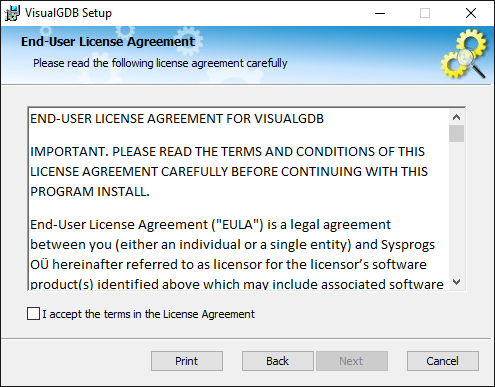 VisualGDB Setup
End-User License Agreement
Please read the following license agreement carefully
END-USER LICENSE AGREEMENT FOR VISUALGDB
IMPORTANT. PLEASE READ THE TERMS AND CONDITIONS OF THIS
LICENSE AGREEMENT CAREFULLY BEFORE CONTINUING WITH THIS
PROGRAM INSTALL.
End-User License Agreement ("EULA") is a legal agreement
between you (either an individual or a single entity) and Sysprogs
OÜ hereinafter referred to as licensor for the licensor’s software
product(s) identified above which may include associated software
I accept the terms in the License Agreement
Print Back Next Cancel